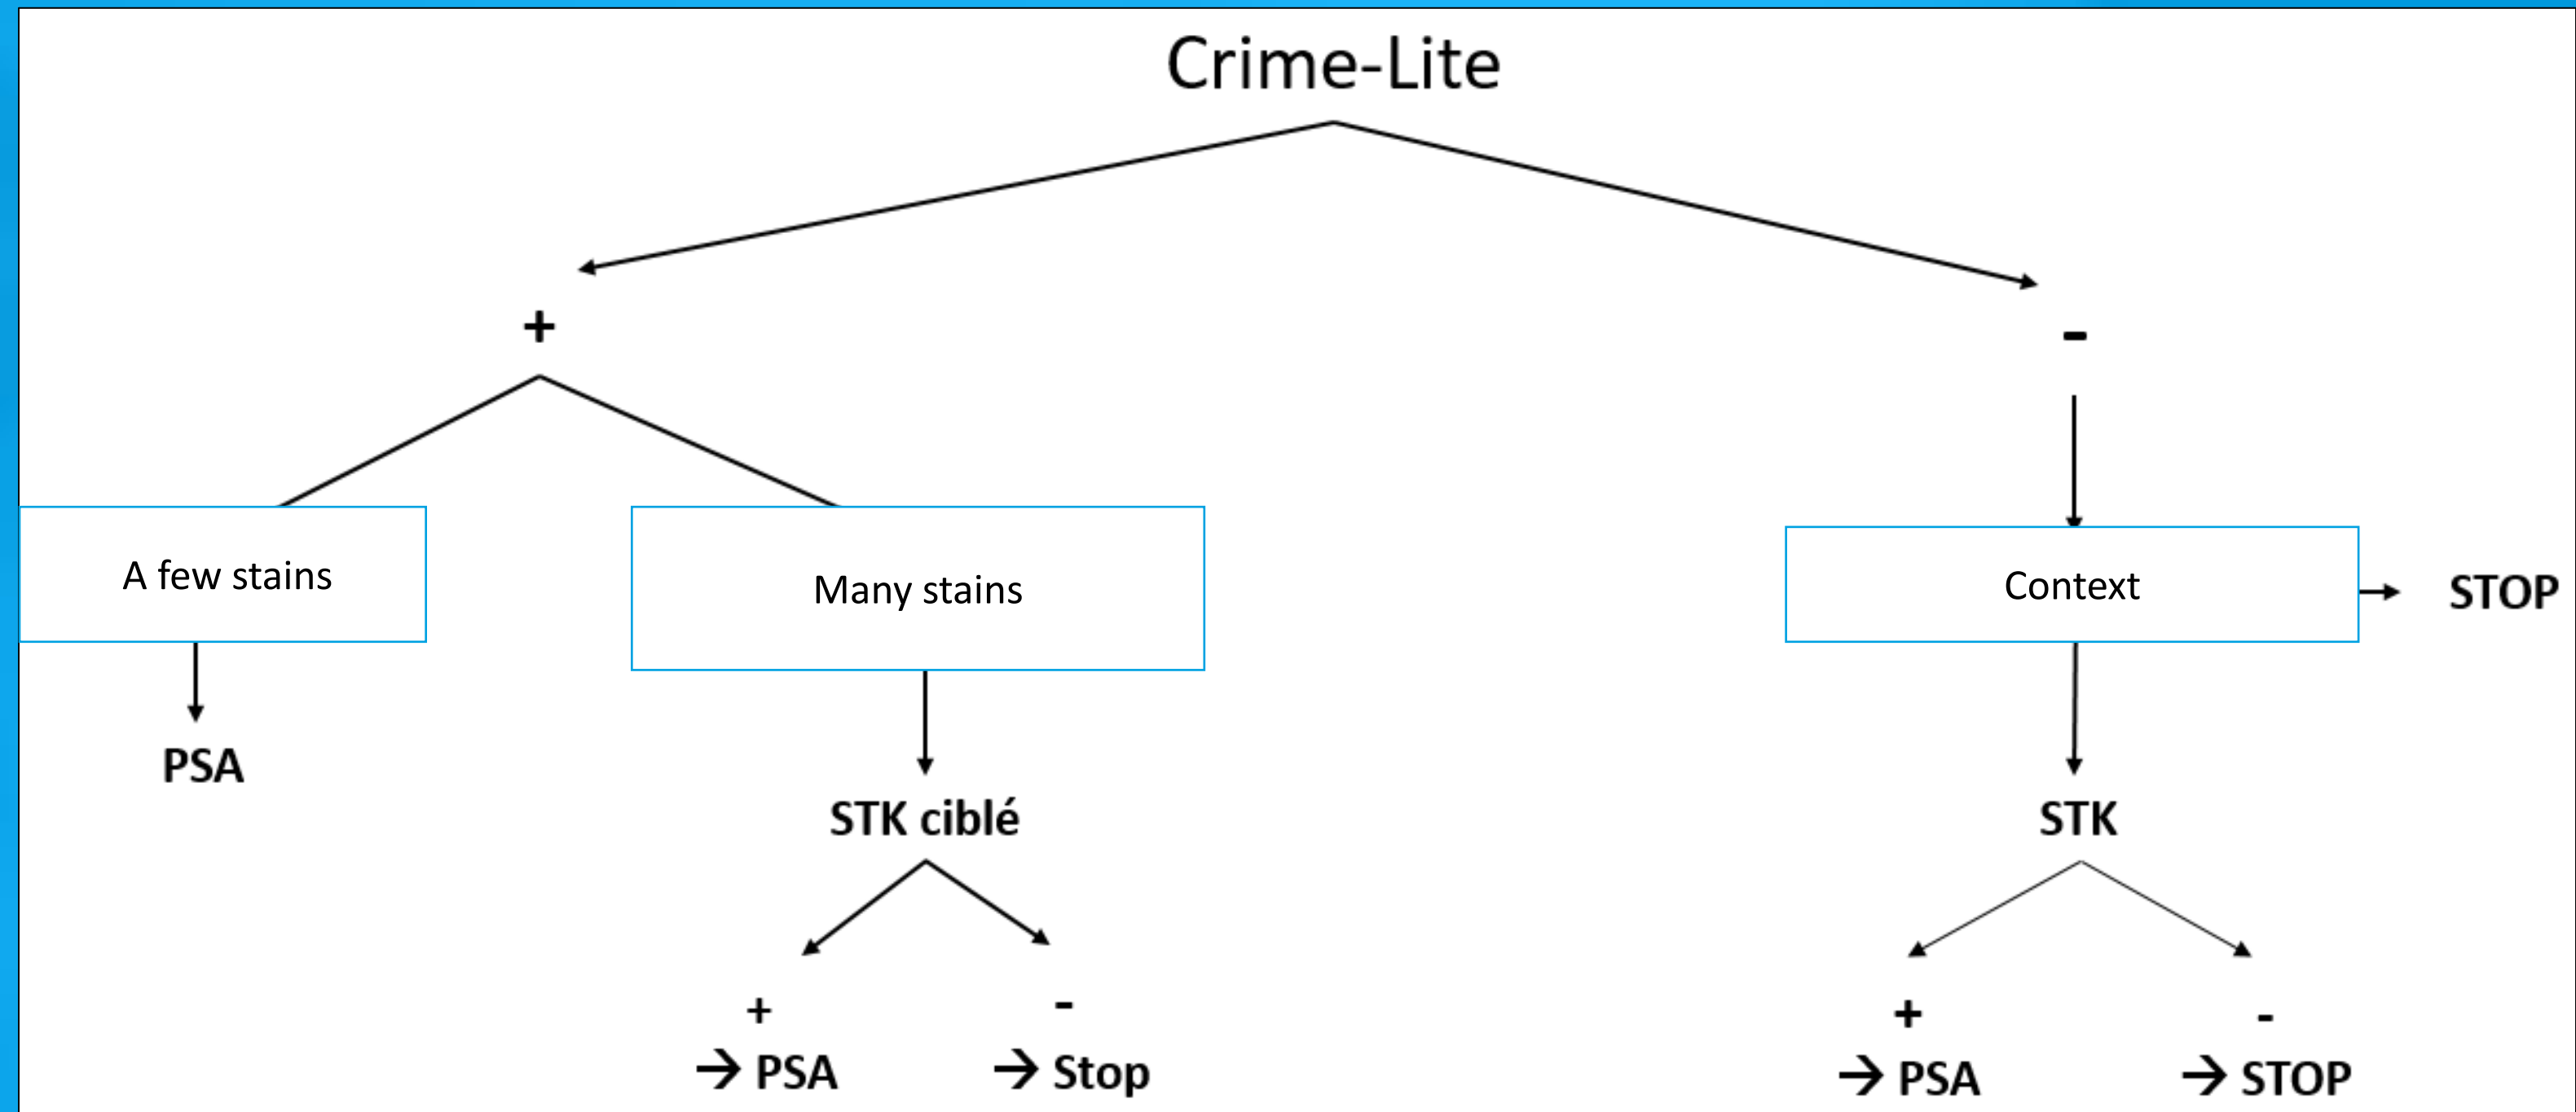 Crime-Lite
+
-
A few stains
Many stains
Context
→ STOP
PSA
STK ciblé
STK
+
-
+
-
→ PSA
→ Stop
→ PSA
→ STOP